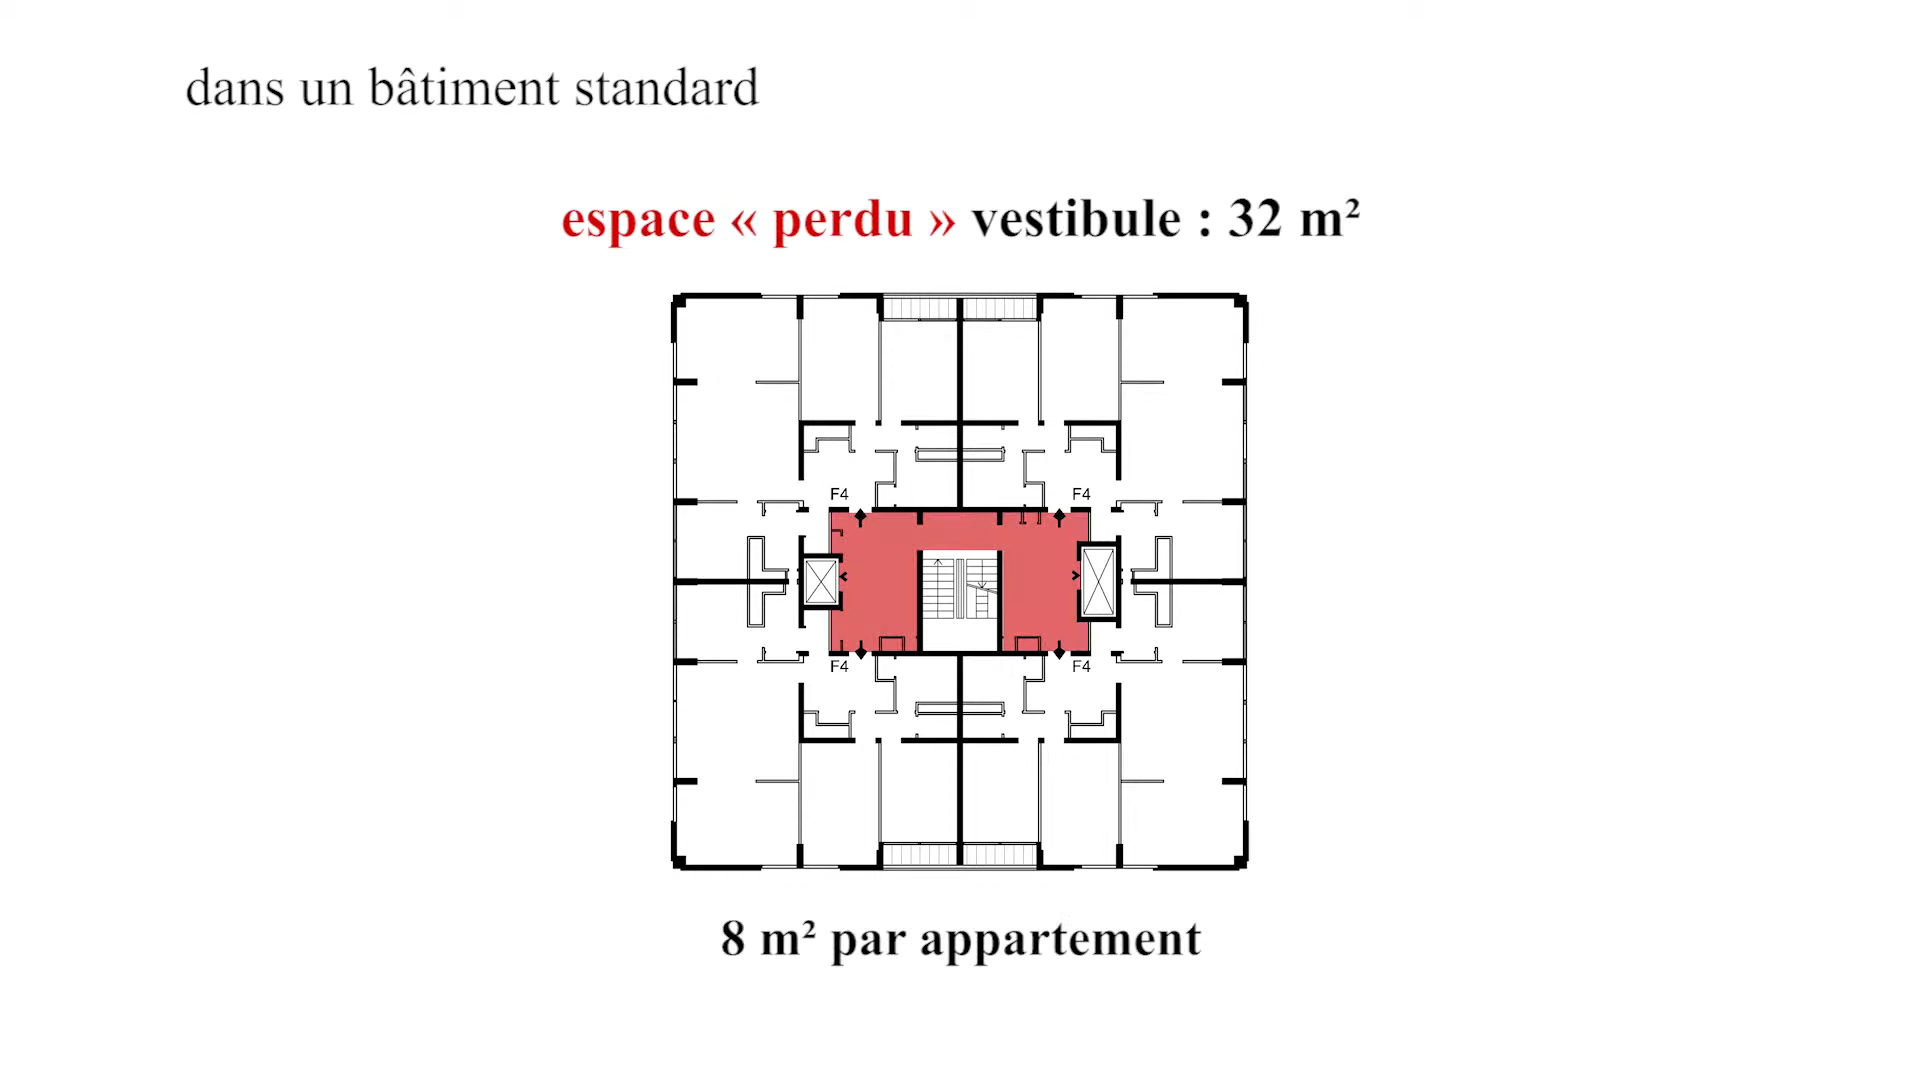 dans un bâtiment standard
espace « perdu » vestibule : 32 m²
F4 F4
F4 F4
8 m² par appartement